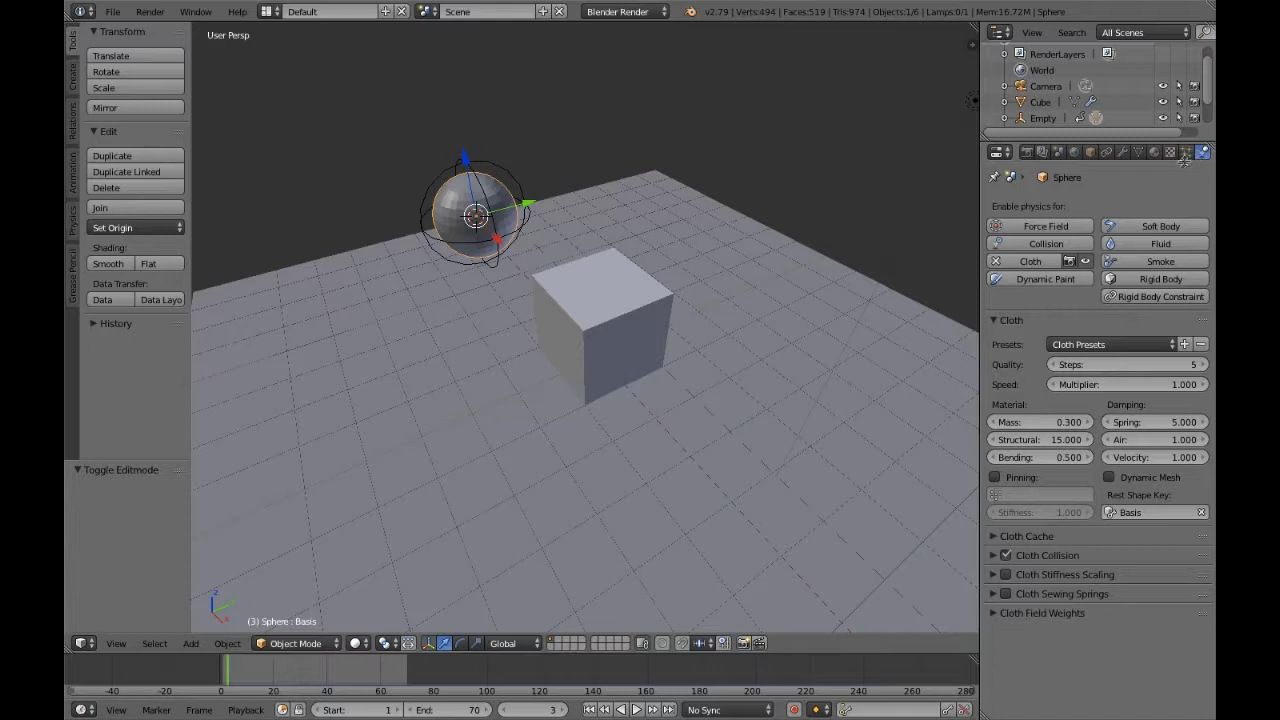 File Render Window Help Default Scene Blender Render v2.79 | Verts:494 | Faces:519 | Tris:974 | Objects:1/6 | Lamps:0/1 | Mem:16.72M | Sphere
Tools
Create
Relations
Animation
Physics
Grease Pencil
Transform
Translate
Rotate
Scale
Mirror
Edit
Duplicate
Duplicate Linked
Delete
Join
Set Origin
Shading:
Smooth Flat
Data Transfer:
Data Data Layo
History
Toggle Editmode
User Persp
(3) Sphere : Basis
View Select Add Object Object Mode Global
-40 -20 0 20 40 60 80 100 120 140 160 180 200 220 240 260 280
View Marker Frame Playback Start: 1 End: 70 3 No Sync
View Search All Scenes
RenderLayers
World
Camera
Cube
Empty
Sphere
Enable physics for:
Force Field Soft Body
Collision Fluid
Cloth Smoke
Dynamic Paint Rigid Body
Rigid Body Constraint
Cloth
Presets: Cloth Presets
Quality: Steps: 5
Speed: Multiplier: 1.000
Material: Damping:
Mass: 0.300 Spring: 5.000
Structural: 15.000 Air: 1.000
Bending: 0.500 Velocity: 1.000
Pinning: Dynamic Mesh
Rest Shape Key:
Stiffness: 1.000 Basis
Cloth Cache
Cloth Collision
Cloth Stiffness Scaling
Cloth Sewing Springs
Cloth Field Weights